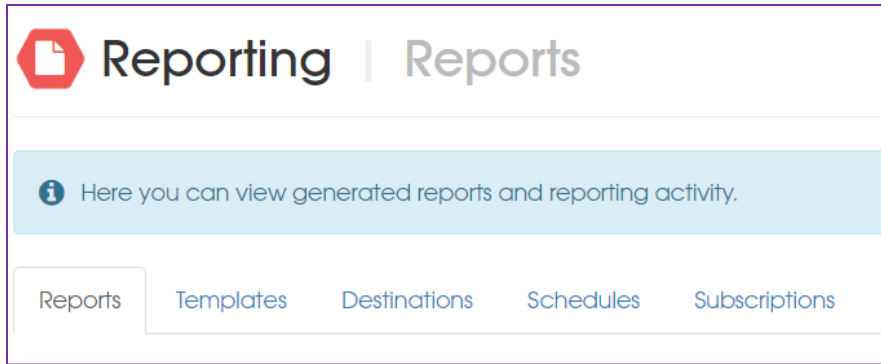 Reporting | Reports
Here you can view generated reports and reporting activity.
Reports Templates Destinations Schedules Subscriptions